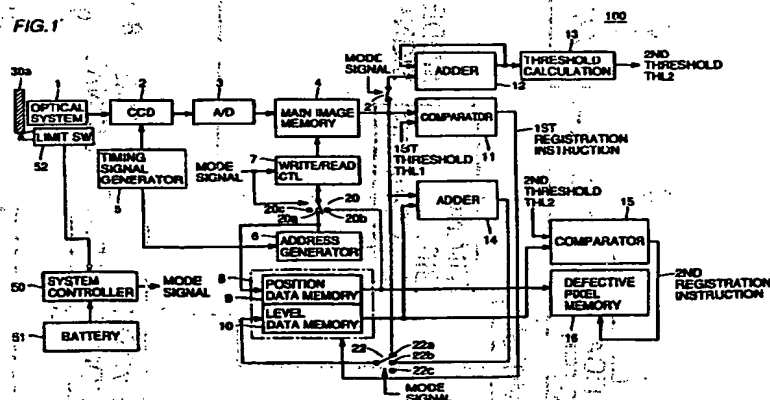 FIG.1
100
30a
1
OPTICAL SYSTEM
LIMIT SW
52
2
CCD
3
A/D
4
MAIN IMAGE MEMORY
TIMING SIGNAL GENERATOR
5
MODE SIGNAL
7
WRITE/READ CTL
20
20c
20a
20b
6
ADDRESS GENERATOR
8
POSITION DATA MEMORY
9
LEVEL DATA MEMORY
10
50
SYSTEM CONTROLLER
MODE SIGNAL
51
BATTERY
MODE SIGNAL
ADDER
12
13
THRESHOLD CALCULATION
2ND THRESHOLD THL2
COMPARATOR
11
1ST THRESHOLD THL1
1ST REGISTRATION INSTRUCTION
ADDER
14
2ND THRESHOLD THL2
15
COMPARATOR
DEFECTIVE PIXEL MEMORY
16
2ND REGISTRATION INSTRUCTION
22
22a
22b
22c
MODE SIGNAL